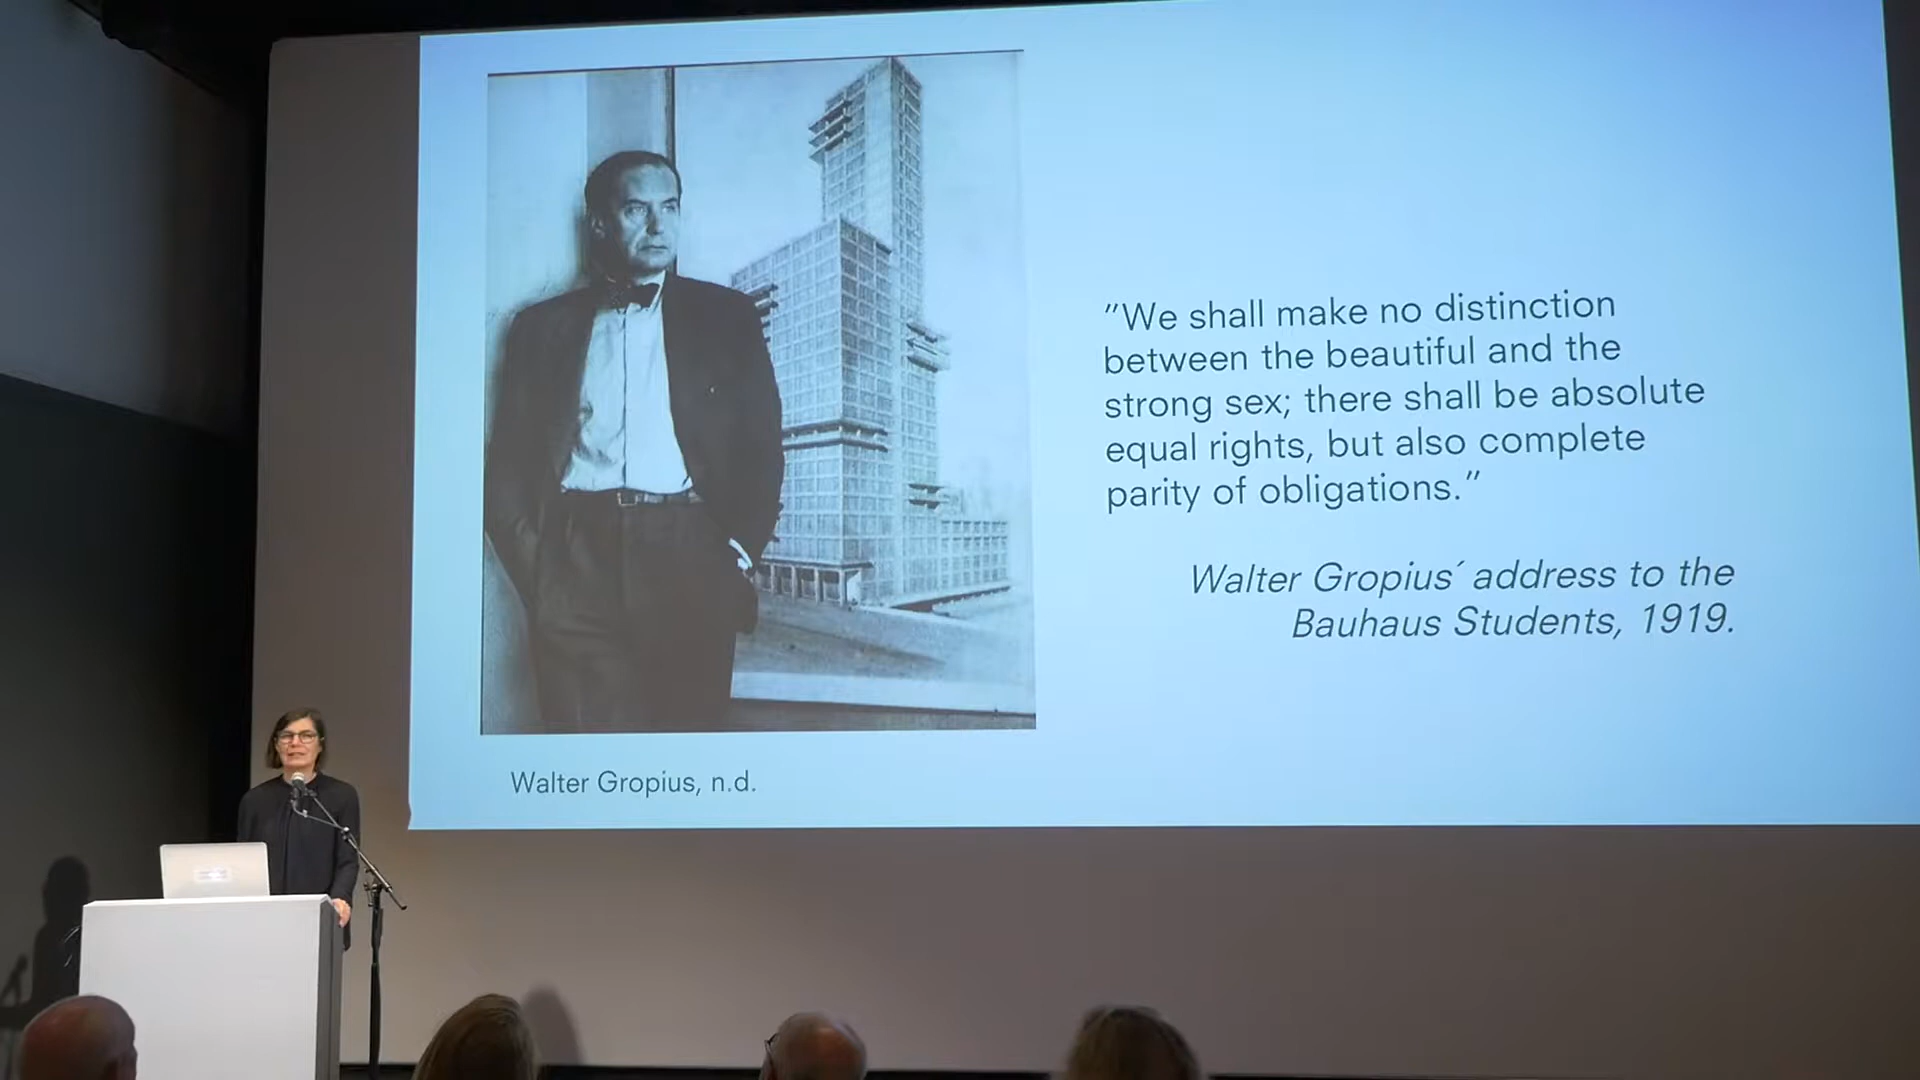 "We shall make no distinction
between the beautiful and the
strong sex; there shall be absolute
equal rights, but also complete
parity of obligations."
Walter Gropius´ address to the
Bauhaus Students, 1919.
Walter Gropius, n.d.